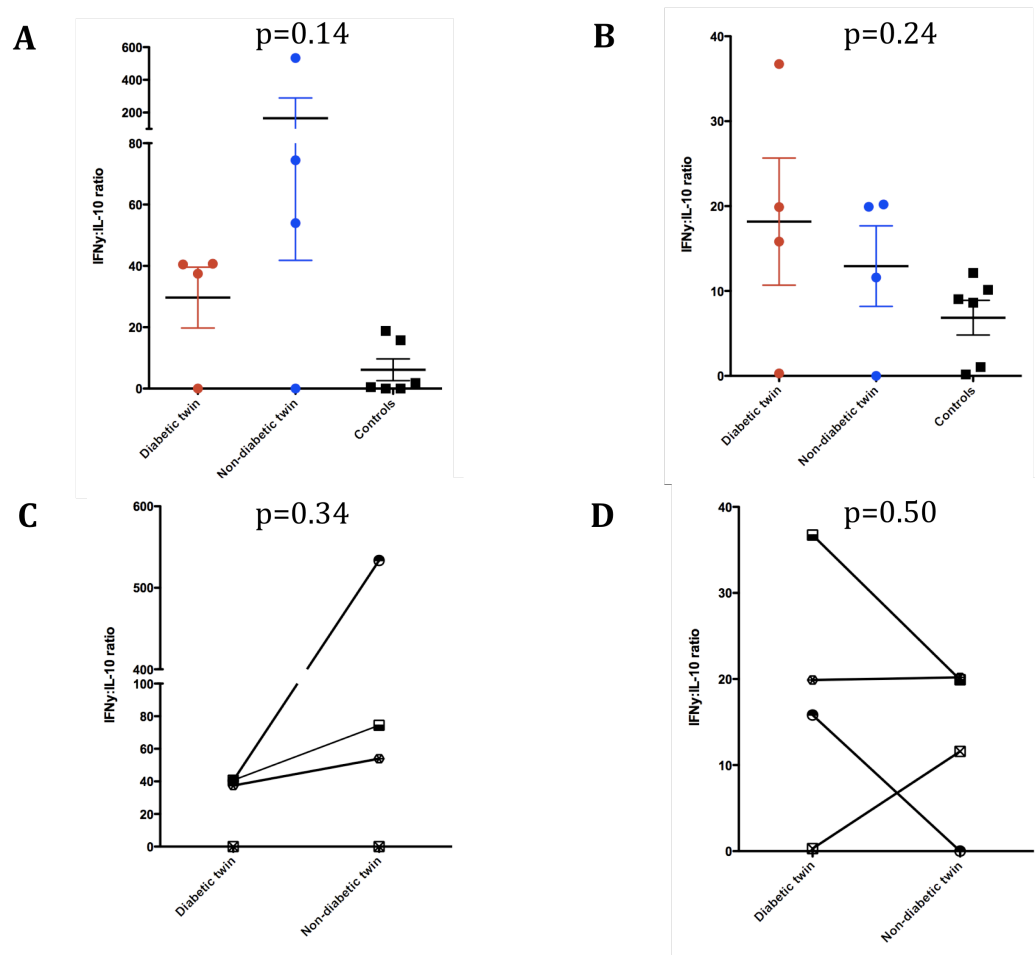 A
p=0.14
600
400
200
80
60
40
20
0
IFNy:IL-10 ratio
Diabetic twin
Non-diabetic twin
Controls
B
p=0.24
40
30
20
10
0
IFNy:IL-10 ratio
Diabetic twin
Non-diabetic twin
Controls
C
p=0.34
600
500
400
100
80
60
40
20
0
IFNy:IL-10 ratio
Diabetic twin
Non-diabetic twin
D
p=0.50
40
30
20
10
0
IFNy:IL-10 ratio
Diabetic twin
Non-diabetic twin